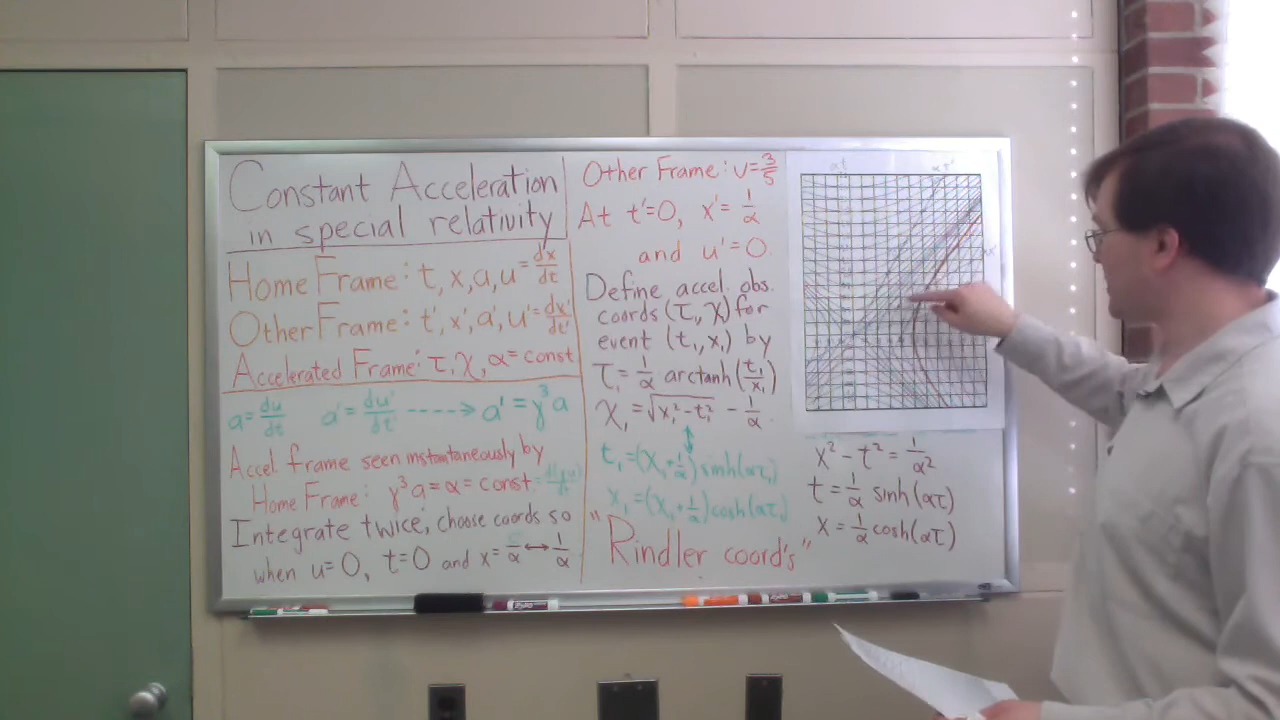 Constant Acceleration
in special relativity
Home Frame: t, x, a, u = dx/dt
Other Frame: t', x', a', u' = dx'/dt'
Accelerated Frame: τ, χ, α = const
a = du/dt a' = du'/dt' ----> a' = γ³a
Accel frame seen instantaneously by
Home Frame: γ³a = α = const = d(γu)/dt
Integrate twice, choose coords so
when u=0, t=0 and x= ↔ 1/α
Other Frame: v = 3/5
At t'=0, x' = 1/α
and u'=0.
Define accel. obs.
coords (τ₁, χ₁) for
event (t₁, x₁) by
τ₁ = 1/α arctanh(t₁/x₁)
χ₁ = √(x₁² - t₁²) - 1/α
t₁ = (χ₁ + 1/α) sinh(ατ₁)
x₁ = (χ₁ + 1/α) cosh(ατ₁)
"Rindler coord's"
x² - t² = 1/α²
t = 1/α sinh(ατ)
x = 1/α cosh(ατ)
EXPO